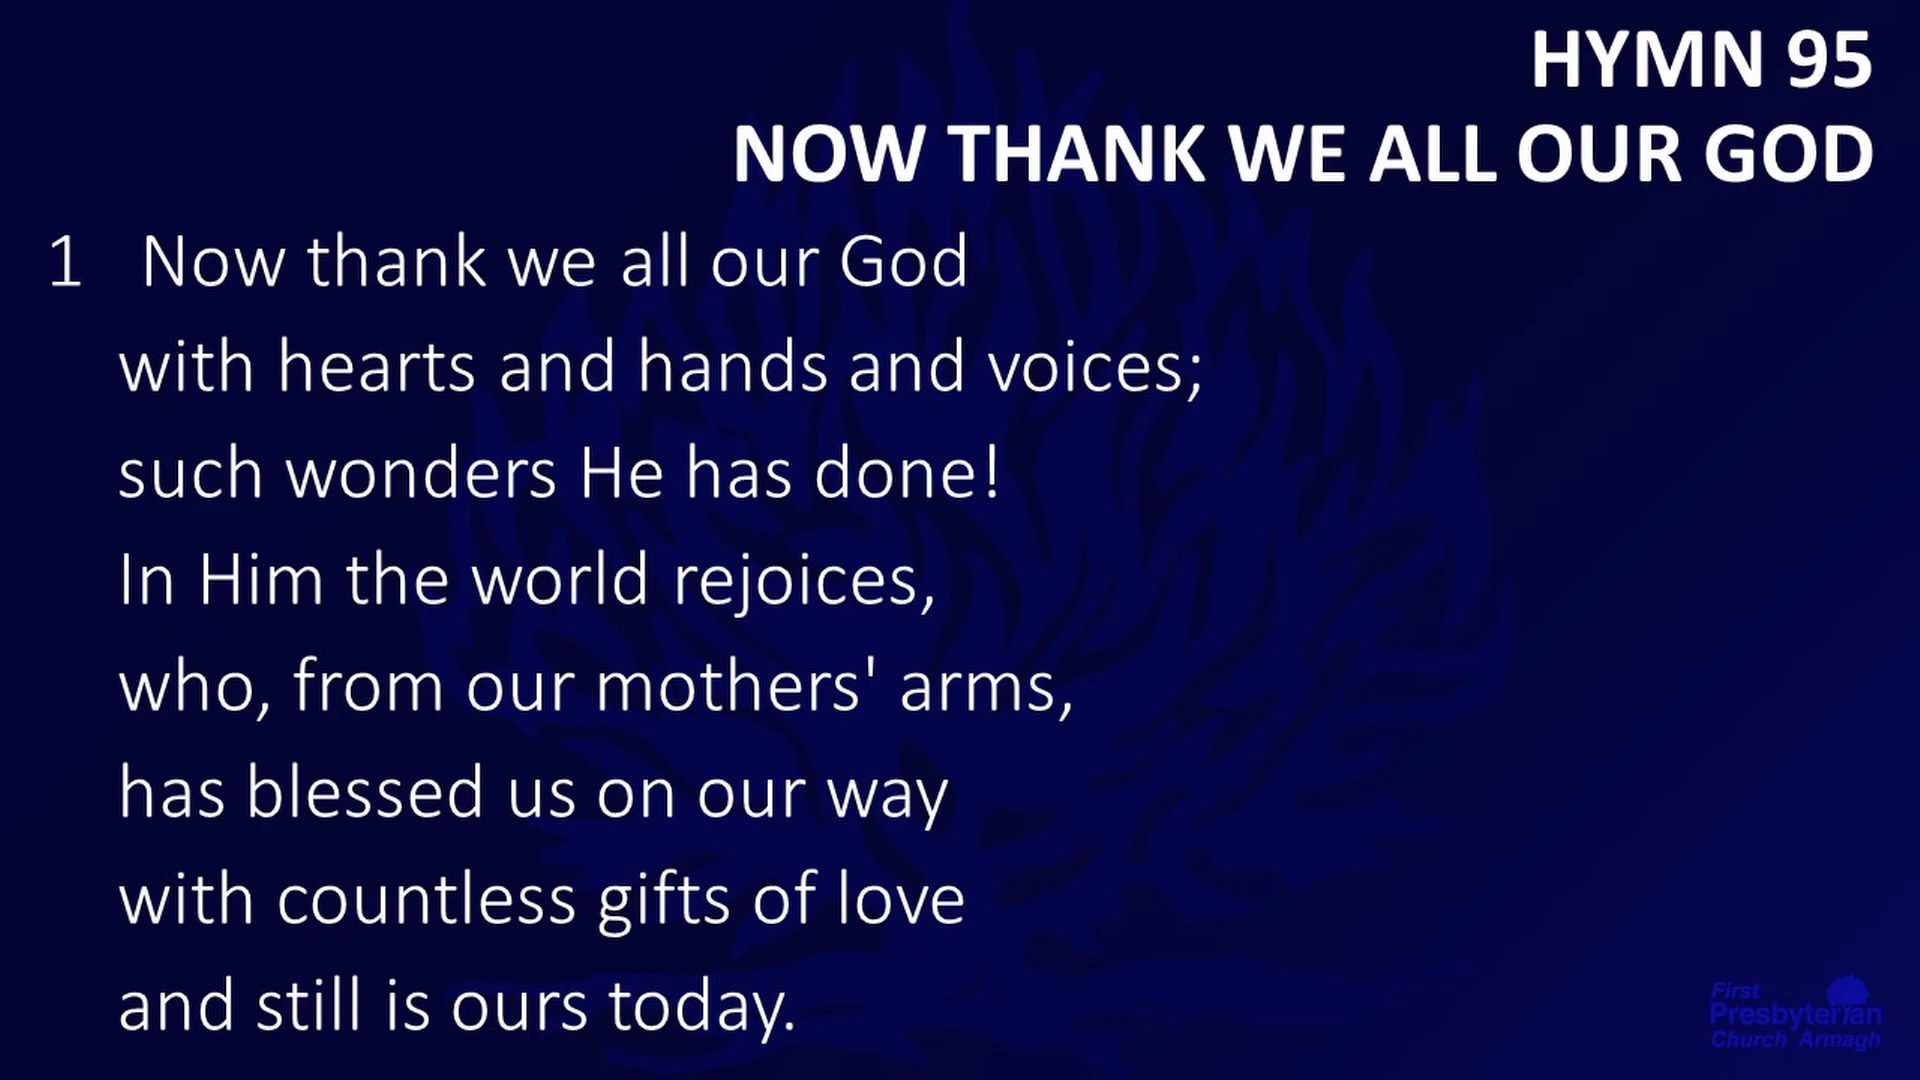 HYMN 95
NOW THANK WE ALL OUR GOD
1 Now thank we all our God
with hearts and hands and voices;
such wonders He has done!
In Him the world rejoices,
who, from our mothers' arms,
has blessed us on our way
with countless gifts of love
and still is ours today.
First
Presbyterian
Church Armagh